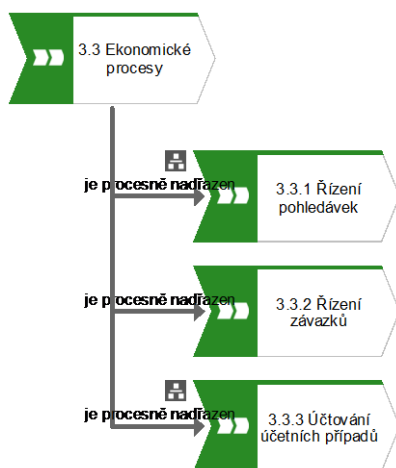 3.3 Ekonomické
procesy
je procesně nadřazen
3.3.1 Řízení
pohledávek
je procesně nadřazen
3.3.2 Řízení
závazků
je procesně nadřazen
3.3.3 Účtování
účetních případů